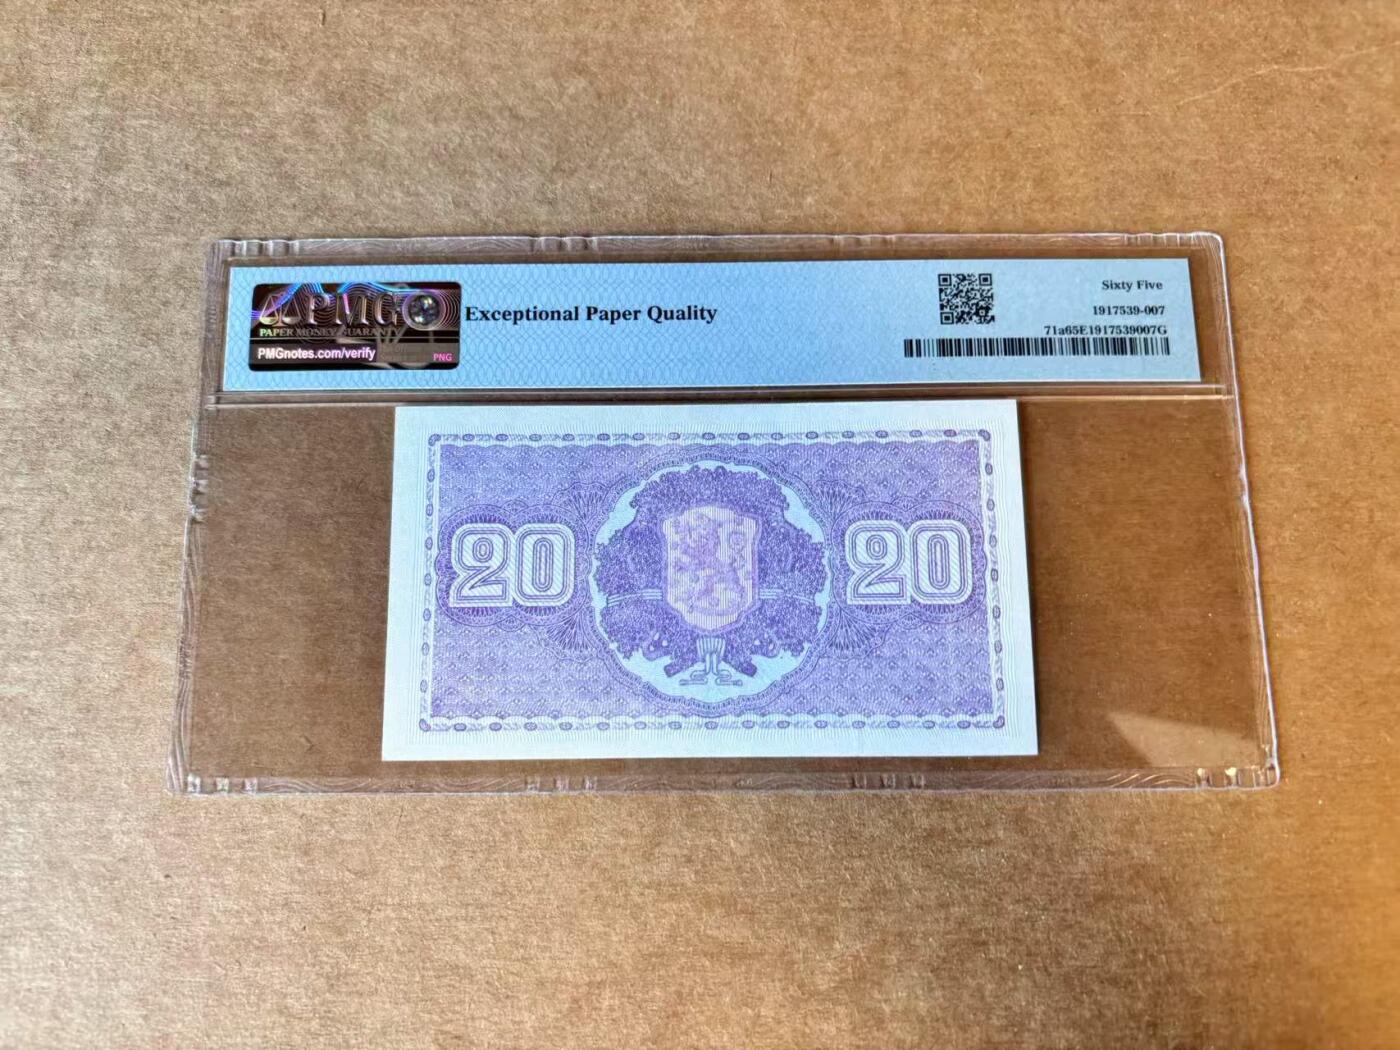 PMG
PAPER MONEY GUARANTY
PMGnotes.com/verify
PNG
Exceptional Paper Quality
Sixty Five
1917539-007
71a65E1917539007G
20
20